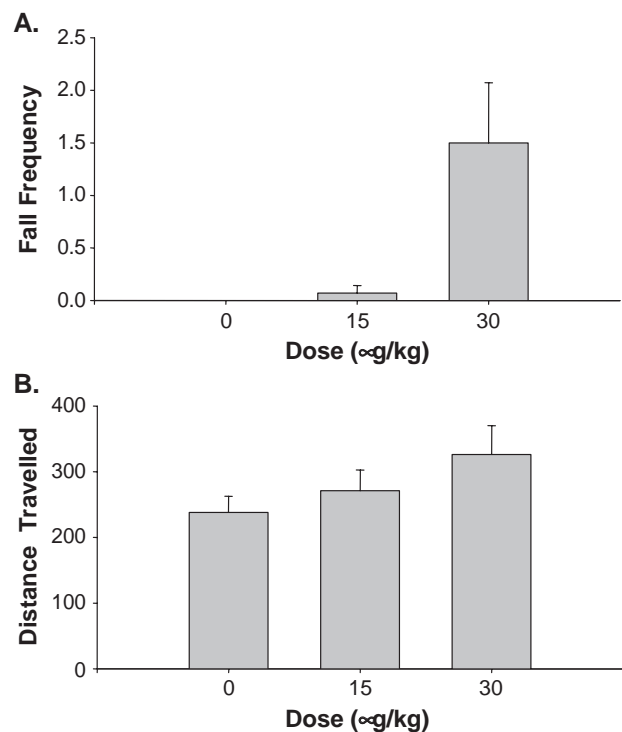 A.
2.5
2.0
1.5
1.0
0.5
0.0
Fall Frequency
0 15 30
Dose (∝g/kg)
B.
400
300
200
100
0
Distance Travelled
0 15 30
Dose (∝g/kg)